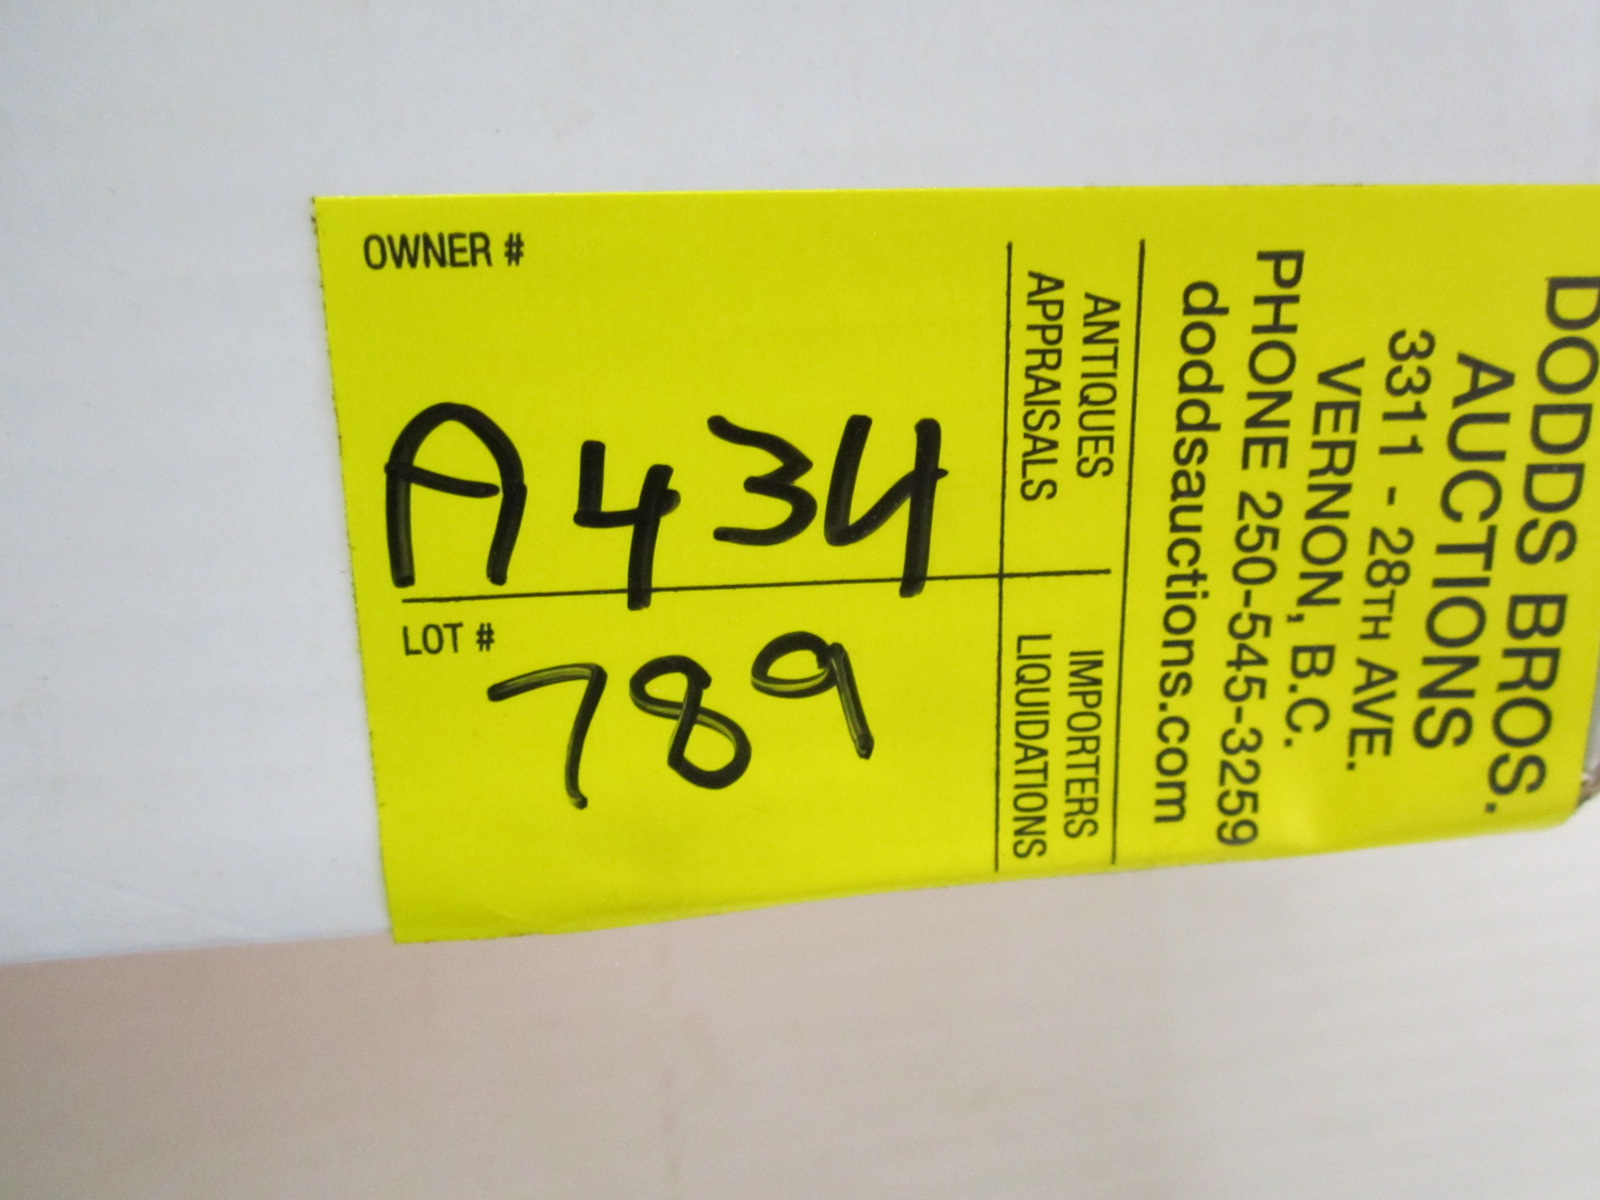 OWNER #
A434
LOT #
789
ANTIQUES
APPRAISALS
IMPORTERS
LIQUIDATIONS
DODDS BROS.
AUCTIONS
3311 - 28TH AVE.
VERNON, B.C.
PHONE 250-545-3259
doddsauctions.com